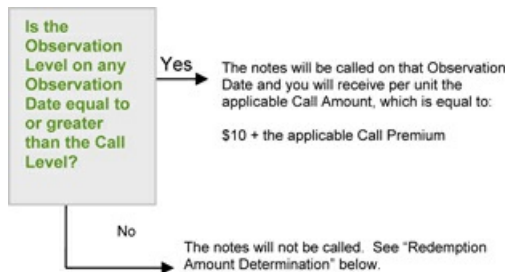 Is the
Observation
Level on any
Observation
Date equal to
or greater
than the Call
Level?
Yes
The notes will be called on that Observation
Date and you will receive per unit the
applicable Call Amount, which is equal to:
$10 + the applicable Call Premium
No
The notes will not be called. See “Redemption
Amount Determination” below.